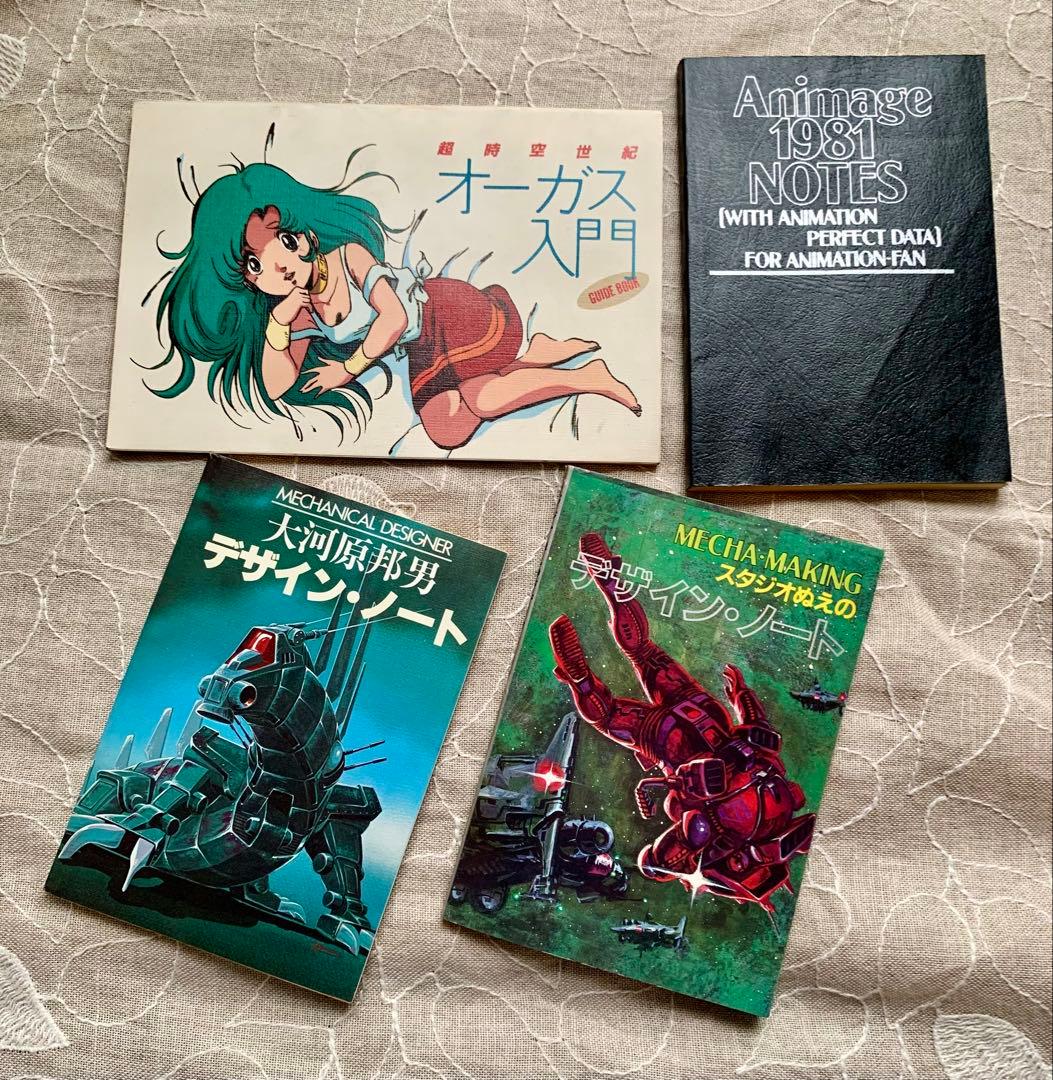 超時空世紀
オーガス
入門
GUIDE BOOK
Animage
1981
NOTES
[WITH ANIMATION
PERFECT DATA]
FOR ANIMATION-FAN
MECHANICAL DESIGNER
大河原邦男
デザイン・ノート
MECHA・MAKING
スタジオぬえの
デザイン・ノート